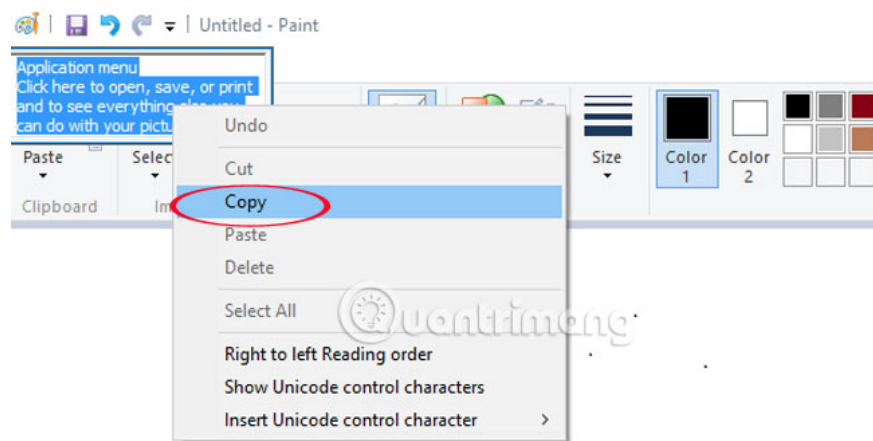 Untitled - Paint
Application menu
Click here to open, save, or print
and to see everything else you
can do with your
Paste
Selec
Size
Color
1
Color
2
Clipboard
Im
Undo
Cut
Copy
Paste
Delete
Select All
Right to left Reading order
Show Unicode control characters
Insert Unicode control character
Quantrimang